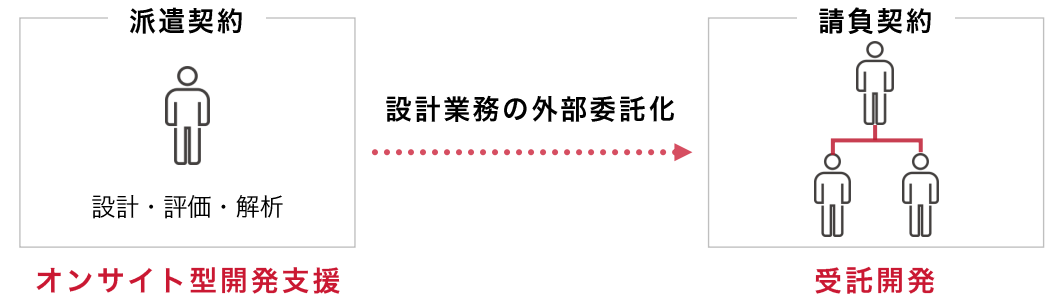 派遣契約
設計・評価・解析
オンサイト型開発支援
設計業務の外部委託化
請負契約
受託開発